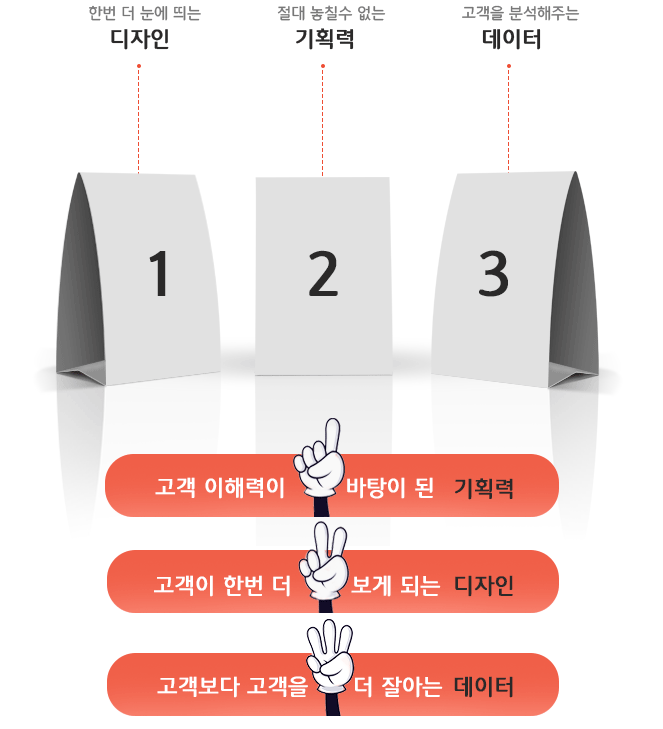 한번 더 눈에 띄는
디자인
절대 놓칠수 없는
기획력
고객을 분석해주는
데이터
1
2
3
고객 이해력이 바탕이 된 기획력
고객이 한번 더 보게 되는 디자인
고객보다 고객을 더 잘아는 데이터